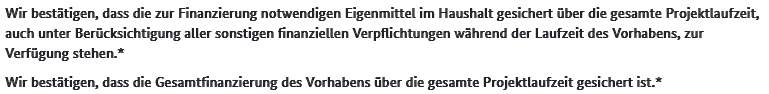 Wir bestätigen, dass die zur Finanzierung notwendigen Eigenmittel im Haushalt gesichert über die gesamte Projektlaufzeit,
auch unter Berücksichtigung aller sonstigen finanziellen Verpflichtungen während der Laufzeit des Vorhabens, zur
Verfügung stehen.*
Wir bestätigen, dass die Gesamtfinanzierung des Vorhabens über die gesamte Projektlaufzeit gesichert ist.*